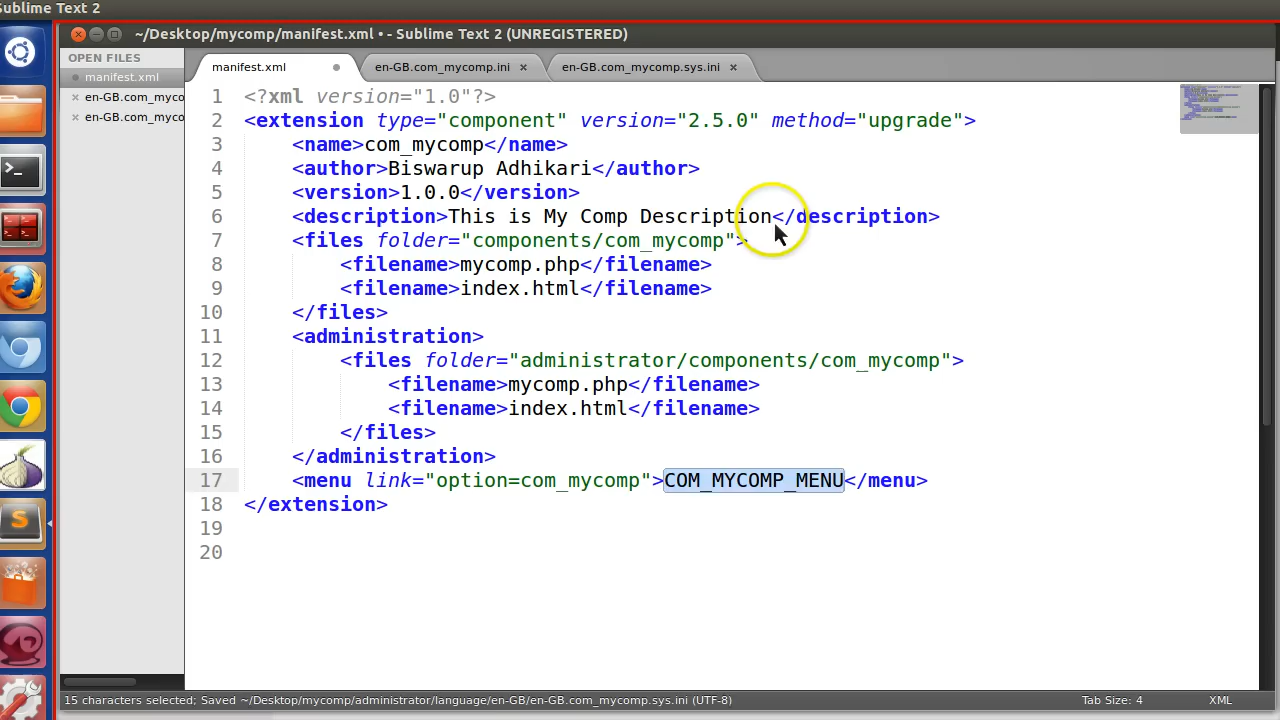 Sublime Text 2
~/Desktop/mycomp/manifest.xml • - Sublime Text 2 (UNREGISTERED)
OPEN FILES
manifest.xml
en-GB.com_myco
en-GB.com_myco
manifest.xml
en-GB.com_mycomp.ini
en-GB.com_mycomp.sys.ini
1 <?xml version="1.0"?>
2 <extension type="component" version="2.5.0" method="upgrade">
3 <name>com_mycomp</name>
4 <author>Biswarup Adhikari</author>
5 <version>1.0.0</version>
6 <description>This is My Comp Description</description>
7 <files folder="components/com_mycomp">
8 <filename>mycomp.php</filename>
9 <filename>index.html</filename>
10 </files>
11 <administration>
12 <files folder="administrator/components/com_mycomp">
13 <filename>mycomp.php</filename>
14 <filename>index.html</filename>
15 </files>
16 </administration>
17 <menu link="option=com_mycomp">COM_MYCOMP_MENU</menu>
18 </extension>
19
20
15 characters selected; Saved ~/Desktop/mycomp/administrator/language/en-GB/en-GB.com_mycomp.sys.ini (UTF-8)
Tab Size: 4
XML